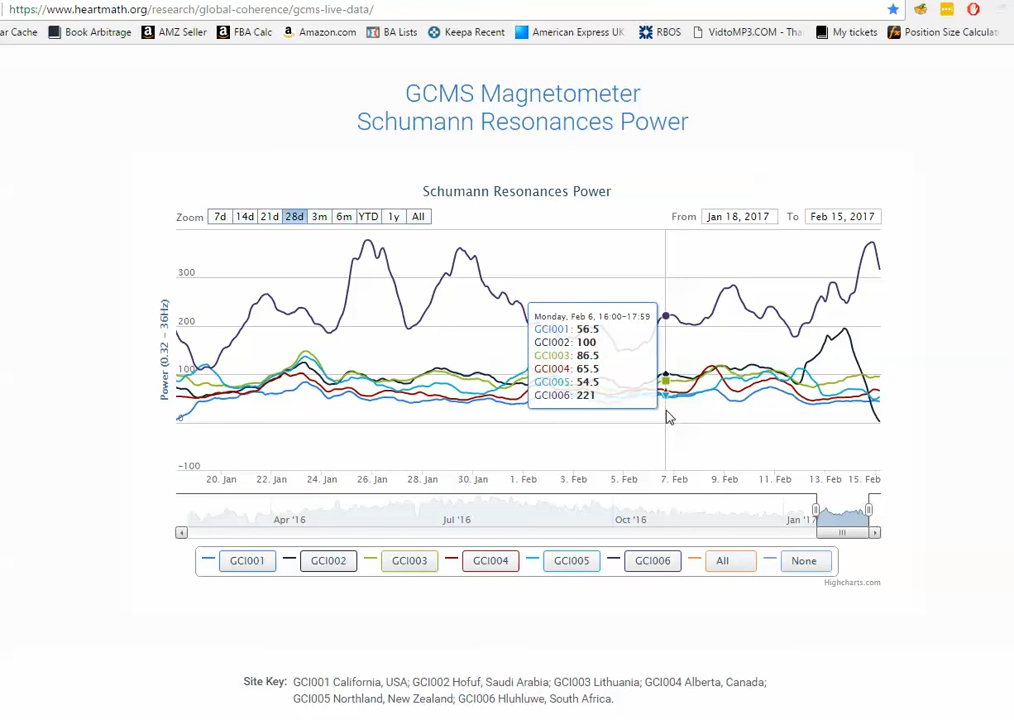 https://www.heartmath.org/research/global-coherence/gcms-live-data/
ar Cache Book Arbitrage AMZ Seller FBA Calc Amazon.com BA Lists Keepa Recent American Express UK RBOS VidtoMP3.COM - Tha My tickets Position Size Calculat
GCMS Magnetometer
Schumann Resonances Power
Schumann Resonances Power
Zoom 7d 14d 21d 28d 3m 6m YTD 1y All From Jan 18, 2017 To Feb 15, 2017
Power (0.32 - 36Hz)
300
200
100
0
-100
Monday, Feb 6, 16:00-17:59
GCI001: 56.5
GCI002: 100
GCI003: 86.5
GCI004: 65.5
GCI005: 54.5
GCI006: 221
20. Jan 22. Jan 24. Jan 26. Jan 28. Jan 30. Jan 1. Feb 3. Feb 5. Feb 7. Feb 9. Feb 11. Feb 13. Feb 15. Feb
Apr '16 Jul '16 Oct '16 Jan '17
GCI001 GCI002 GCI003 GCI004 GCI005 GCI006 All None
Highcharts.com
Site Key: GCI001 California, USA; GCI002 Hofuf, Saudi Arabia; GCI003 Lithuania; GCI004 Alberta, Canada;
GCI005 Northland, New Zealand; GCI006 Hluhluwe, South Africa.